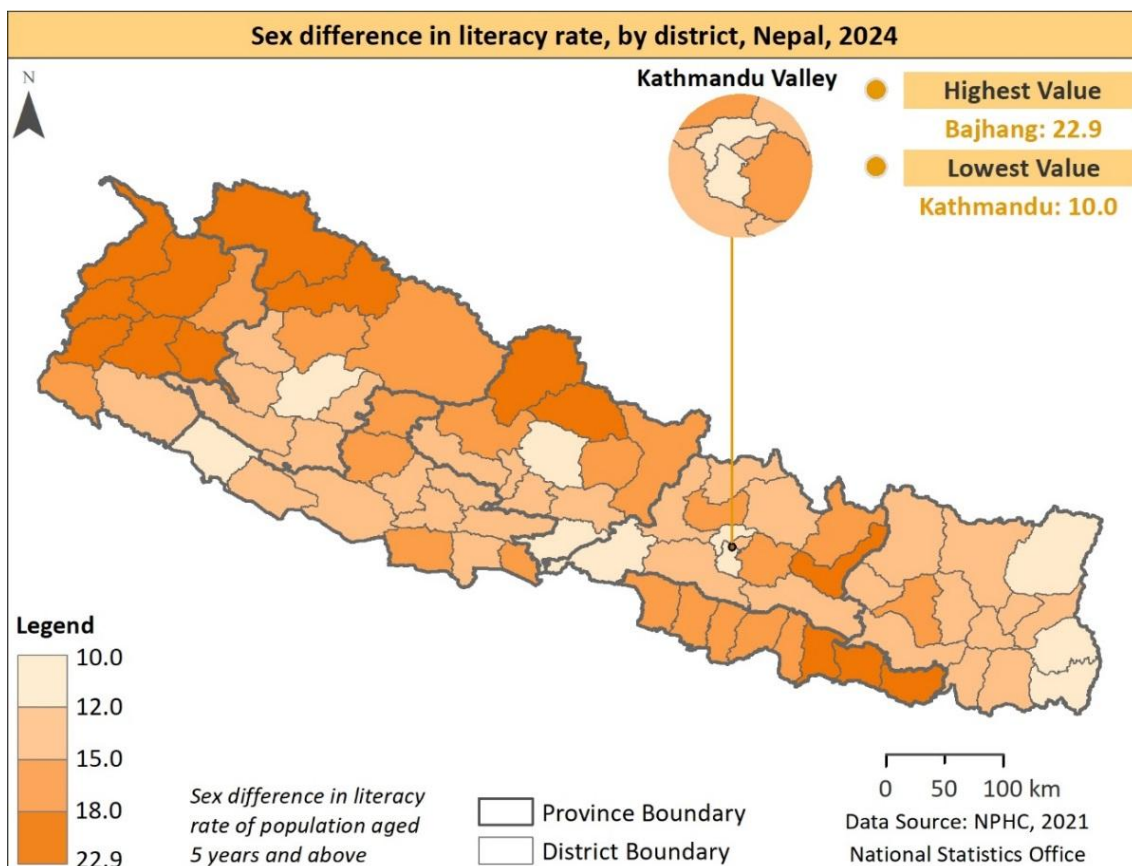 Sex difference in literacy rate, by district, Nepal, 2024
N
Kathmandu Valley
Highest Value
Bajhang: 22.9
Lowest Value
Kathmandu: 10.0
Legend
10.0
12.0
15.0
18.0
22.9
Sex difference in literacy
rate of population aged
5 years and above
Province Boundary
District Boundary
0 50 100 km
Data Source: NPHC, 2021
National Statistics Office